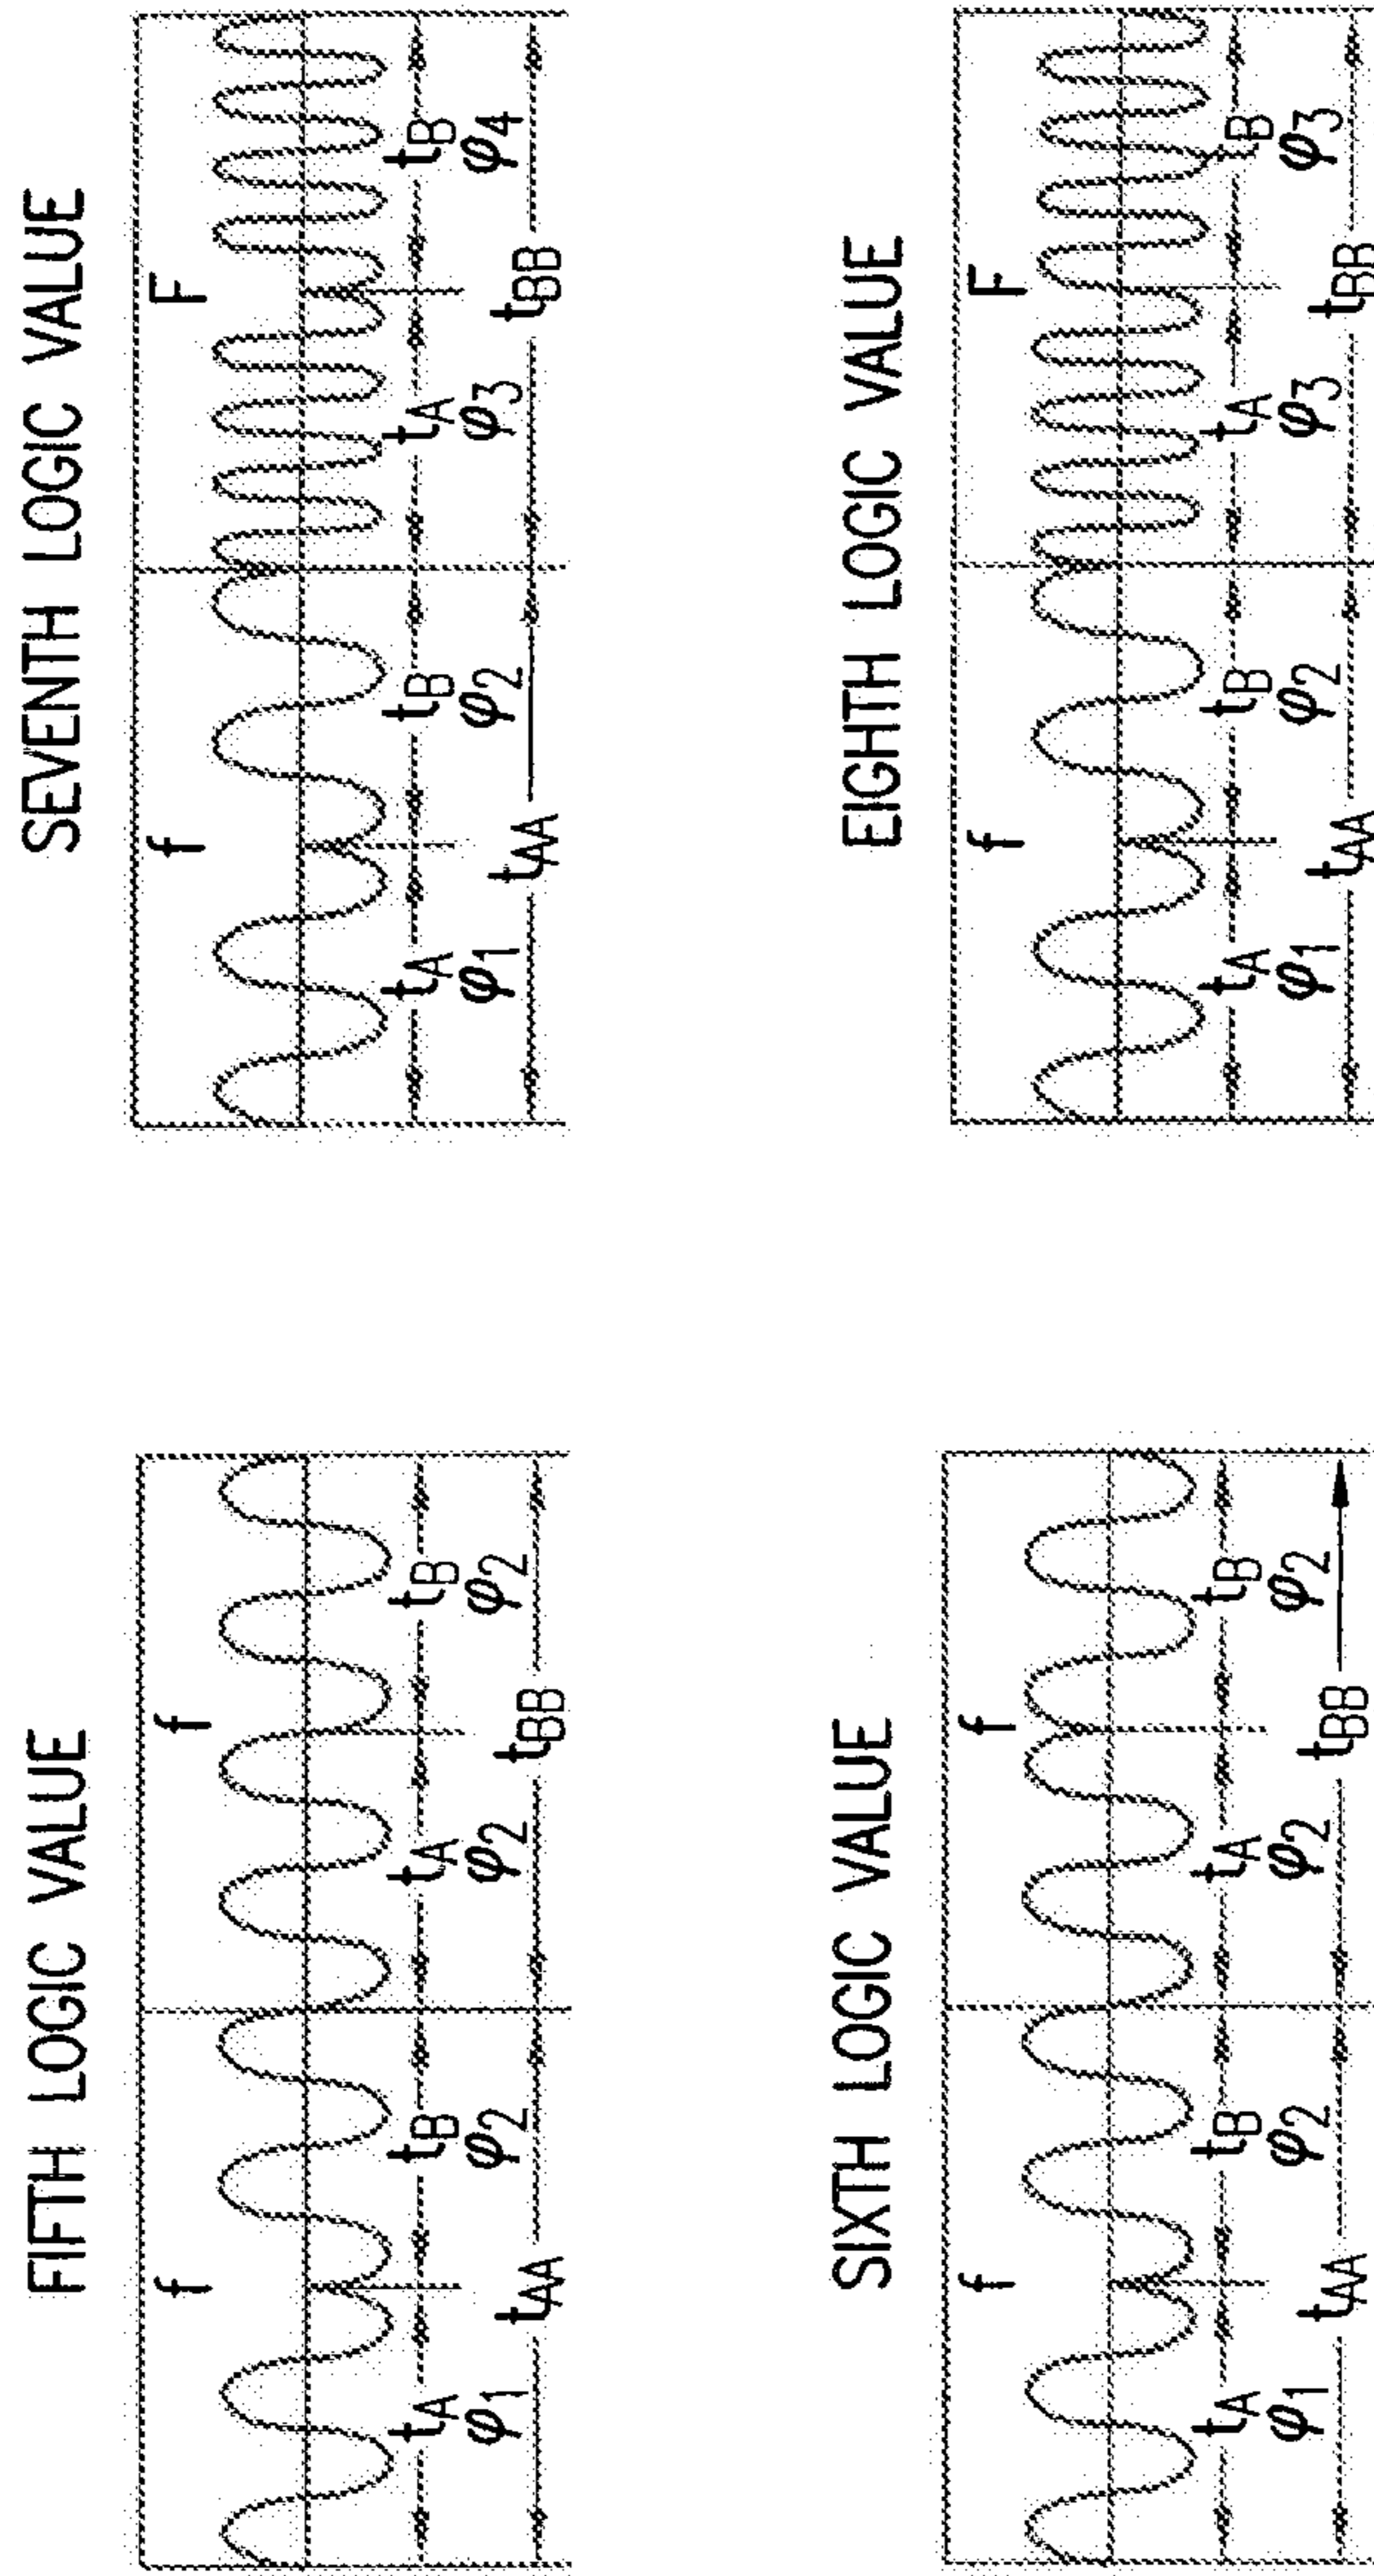 FIFTH LOGIC VALUE
f f
tA tB tA tB
φ1 φ2 φ2 φ2
tAA tBB
SIXTH LOGIC VALUE
f f
tA tB tA tB
φ1 φ2 φ2 φ2
tAA tBB
SEVENTH LOGIC VALUE
f F
tA tB tA tB
φ1 φ2 φ3 φ4
tAA tBB
EIGHTH LOGIC VALUE
f F
tA tB tA B
φ1 φ2 φ3 φ3
tAA tBB